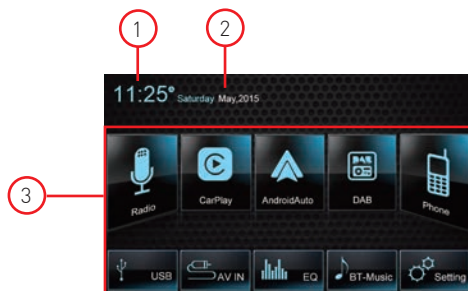 1
2
11:25° Saturday May,2015
3
Radio CarPlay AndroidAuto DAB Phone
USB AV IN EQ BT-Music Setting